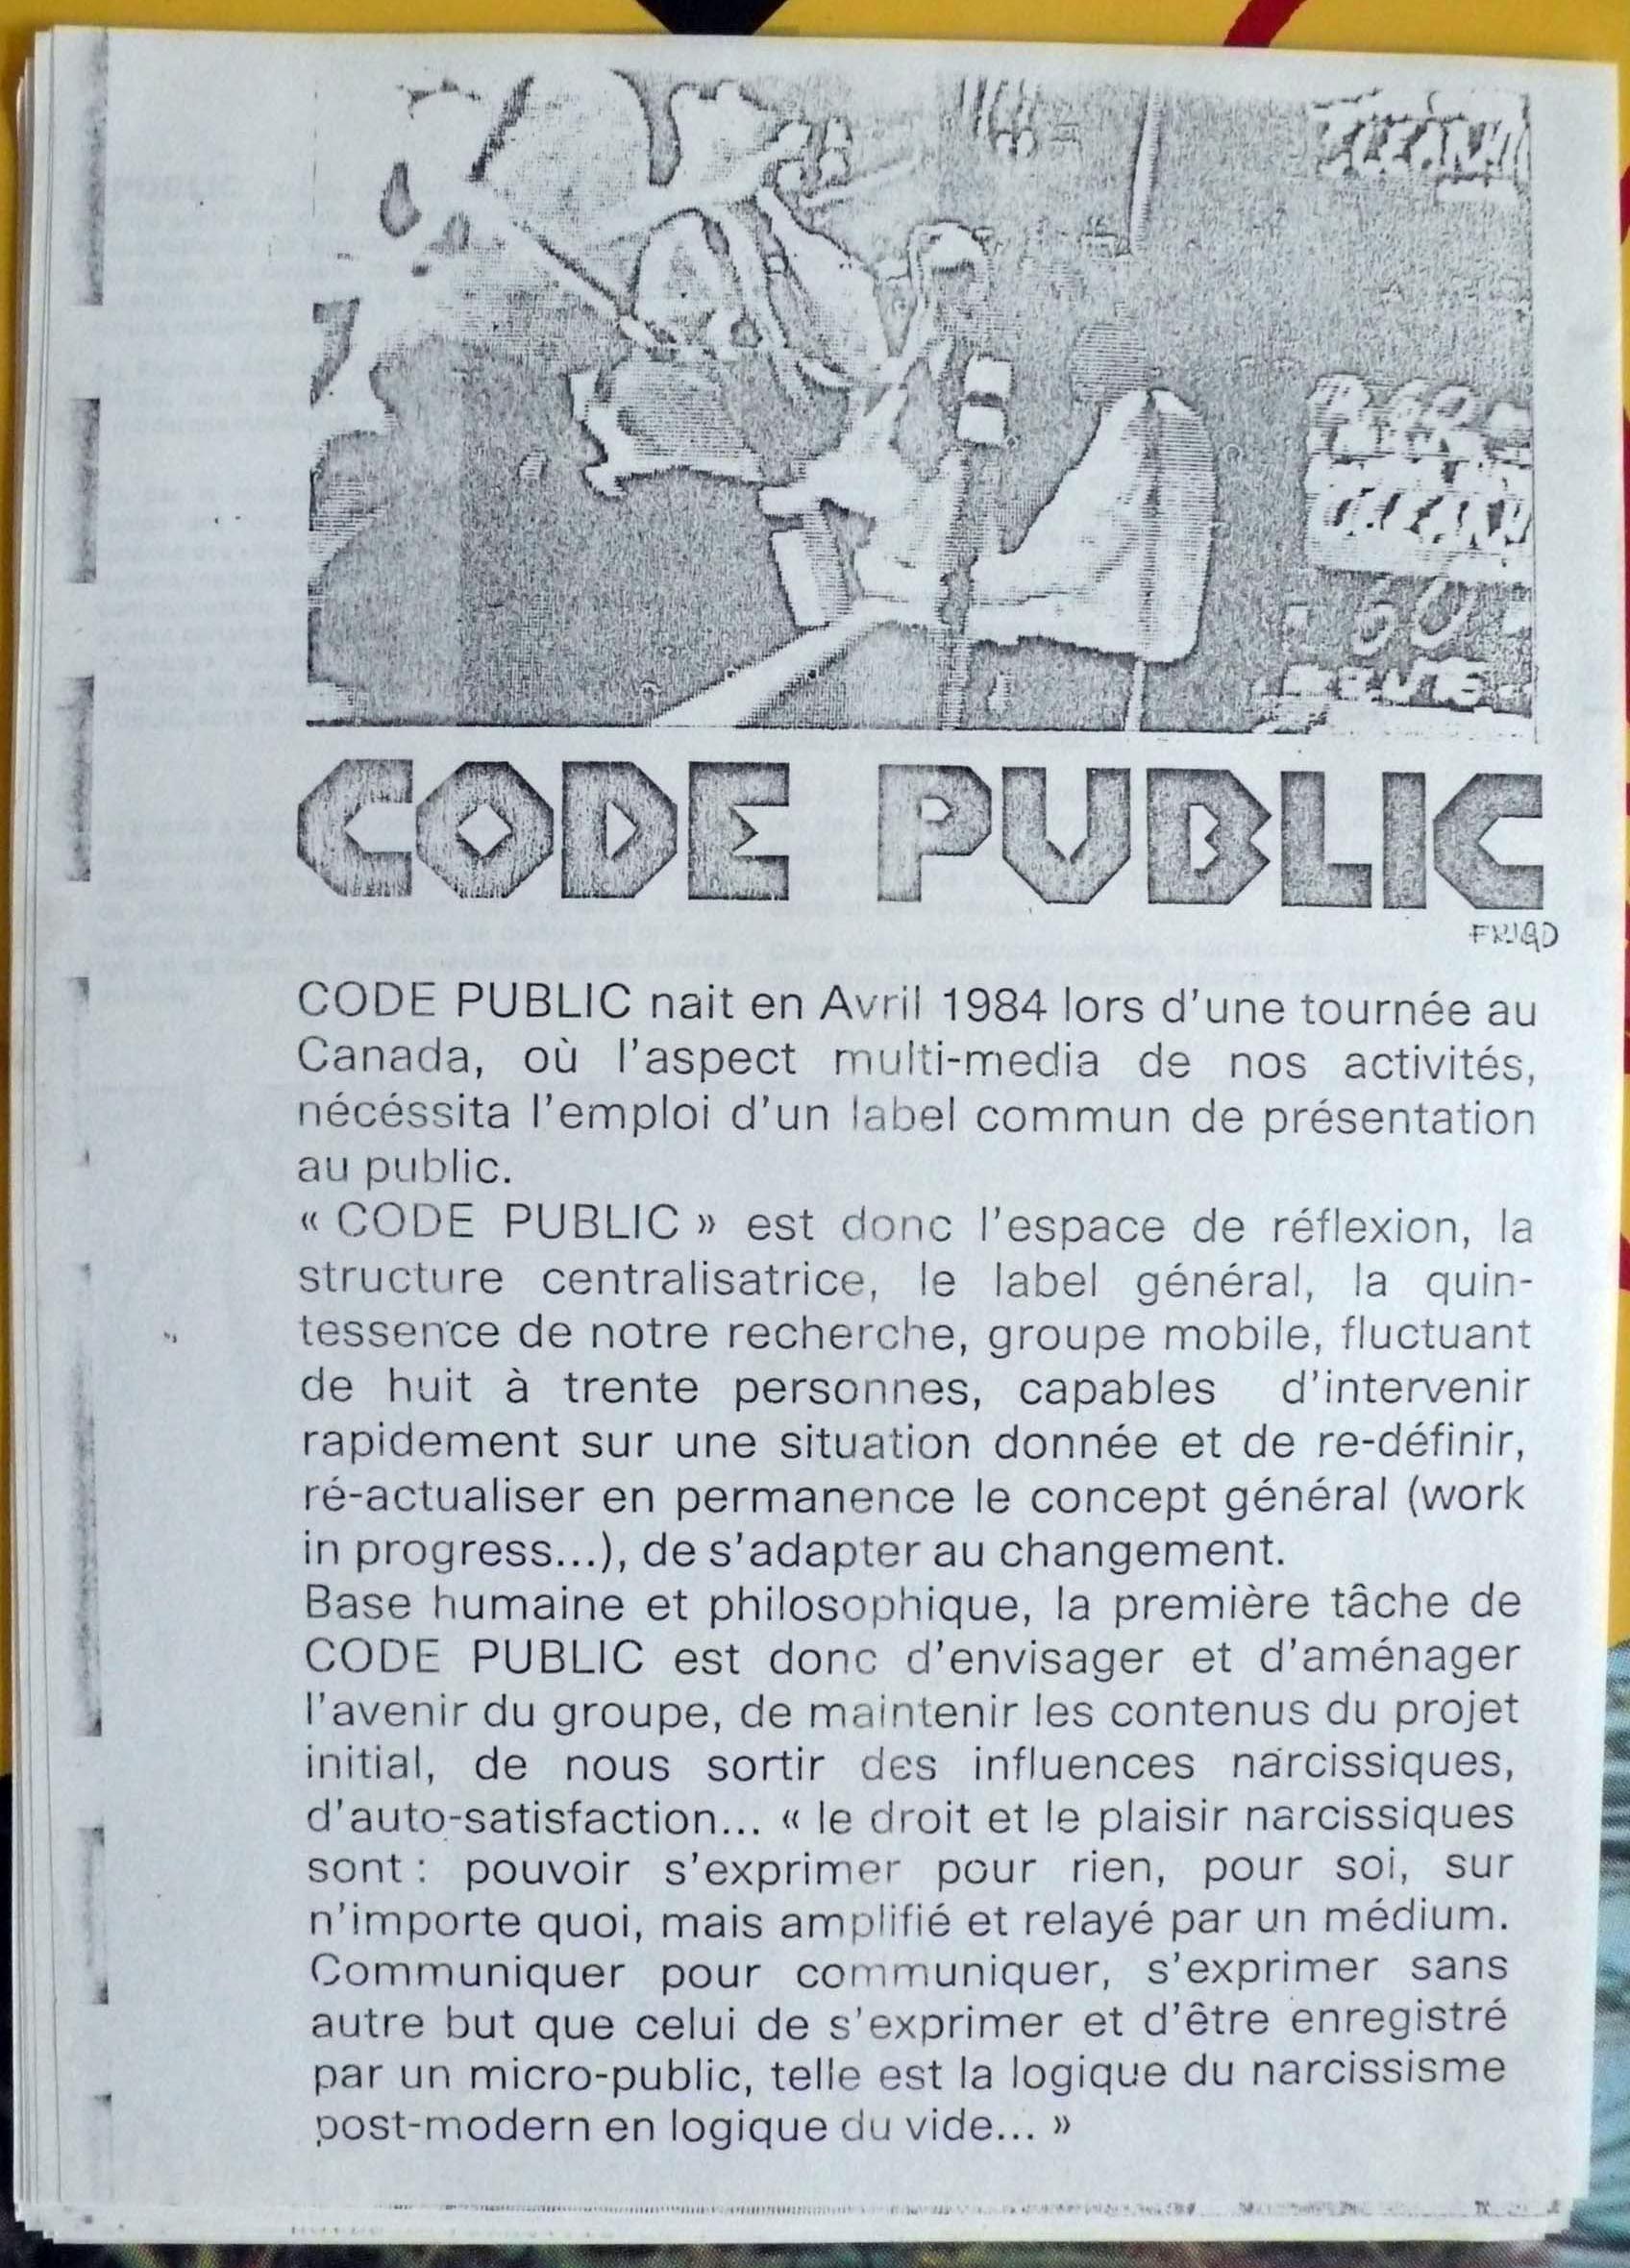 CODE PUBLIC
CODE PUBLIC nait en Avril 1984 lors d'une tournée au
Canada, où l'aspect multi-media de nos activités,
nécéssita l'emploi d'un label commun de présentation
au public.
« CODE PUBLIC » est donc l'espace de réflexion, la
structure centralisatrice, le label général, la quin-
tessence de notre recherche, groupe mobile, fluctuant
de huit à trente personnes, capables d'intervenir
rapidement sur une situation donnée et de re-définir,
ré-actualiser en permanence le concept général (work
in progress...), de s'adapter au changement.
Base humaine et philosophique, la première tâche de
CODE PUBLIC est donc d'envisager et d'aménager
l'avenir du groupe, de maintenir les contenus du projet
initial, de nous sortir des influences narcissiques,
d'auto-satisfaction... « le droit et le plaisir narcissiques
sont : pouvoir s'exprimer pour rien, pour soi, sur
n'importe quoi, mais amplifié et relayé par un médium.
Communiquer pour communiquer, s'exprimer sans
autre but que celui de s'exprimer et d'être enregistré
par un micro-public, telle est la logique du narcissisme
post-modern en logique du vide... »